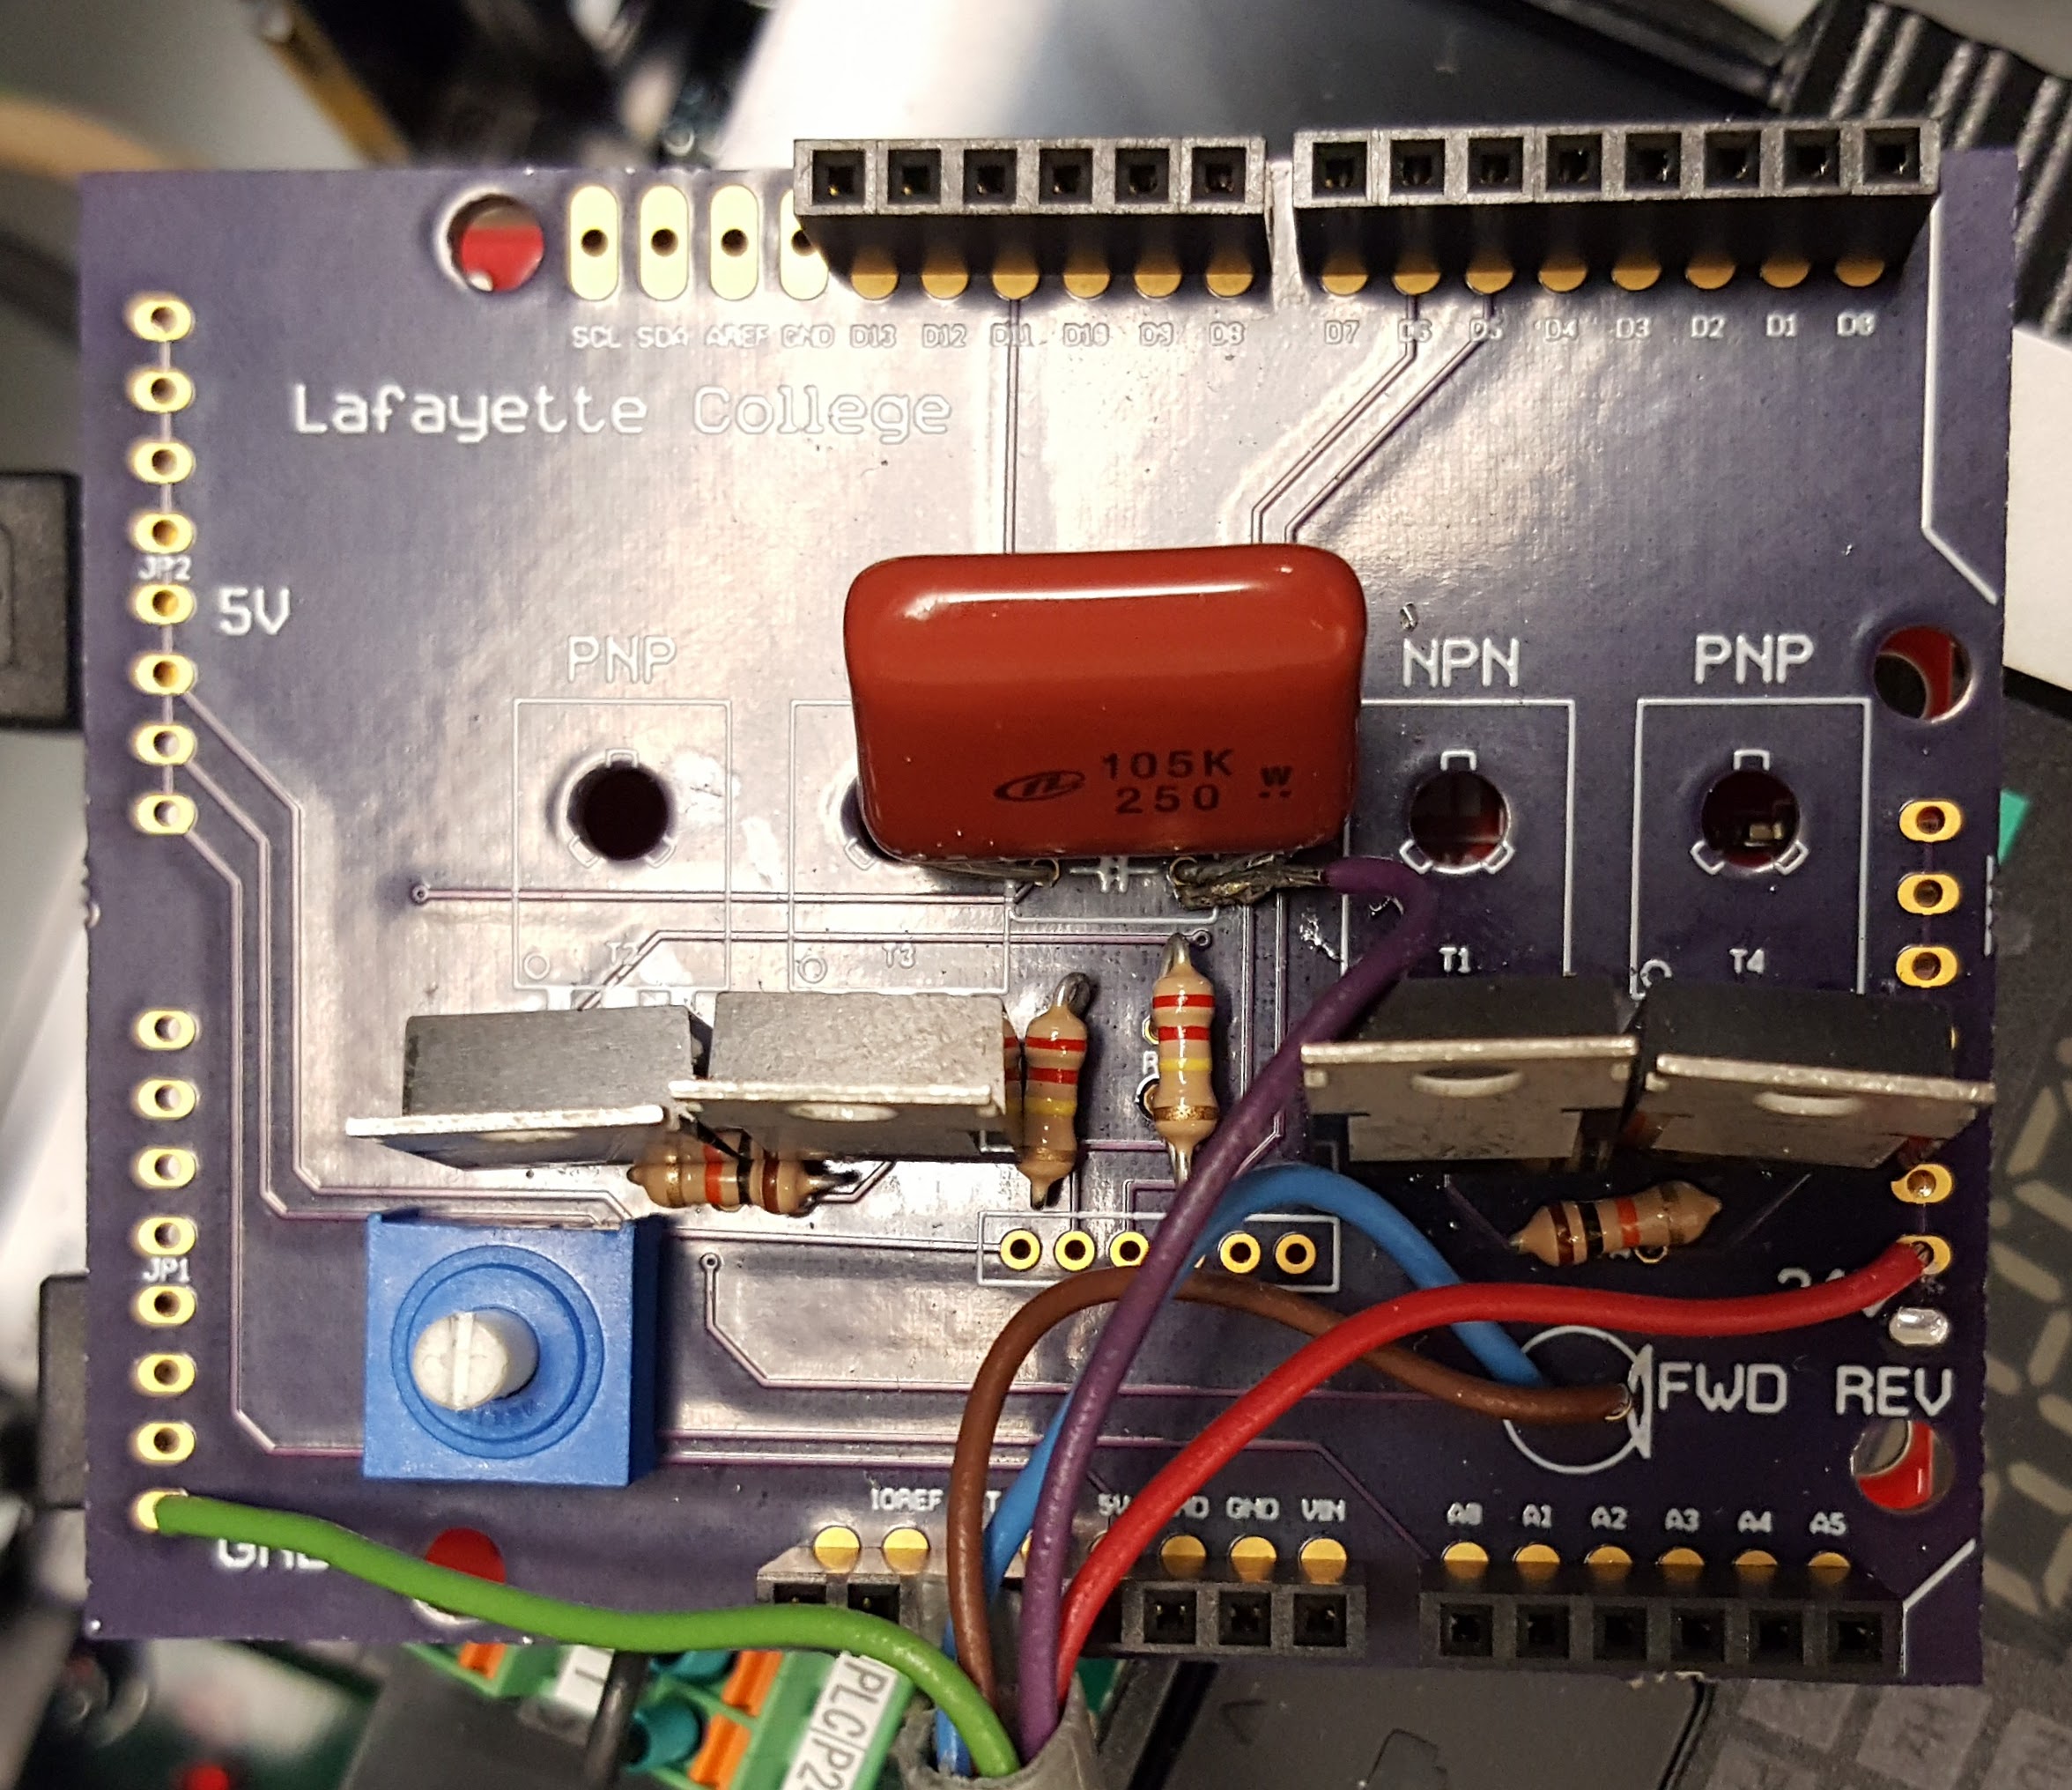 SCL SDA AREF GND D13 D12 D11 D10 D9 D8 D7 D6 D5 D4 D3 D2 D1 D0
Lafayette College
JP2
5V
PNP
NPN
PNP
105K
250
W
T2
T3
T1
T4
JP1
FWD REV
IOREF
5V
GND
VIN
A0 A1 A2 A3 A4 A5
GND
PLC